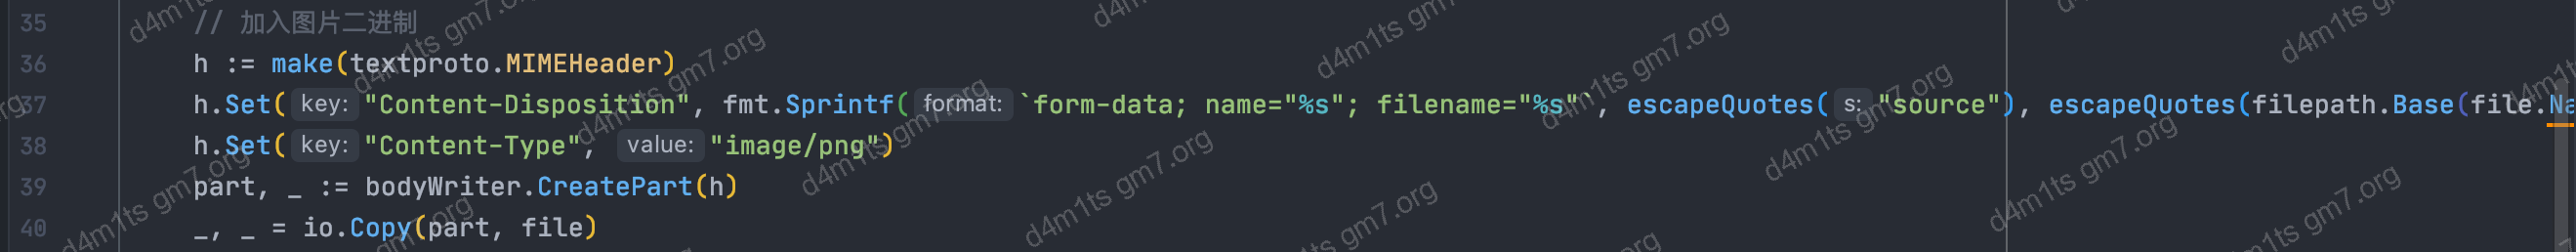 35 // 加入图片二进制
36 h := make(textproto.MIMEHeader)
37 h.Set( key: "Content-Disposition", fmt.Sprintf( format: `form-data; name="%s"; filename="%s"`, escapeQuotes( s: "source"), escapeQuotes(filepath.Base(file.Na
38 h.Set( key: "Content-Type", value: "image/png")
39 part, _ := bodyWriter.CreatePart(h)
40 _, _ = io.Copy(part, file)
d4m1ts gm7.org